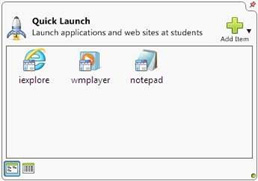 Quick Launch
Launch applications and web sites at students
Add Item
iexplore wmplayer notepad